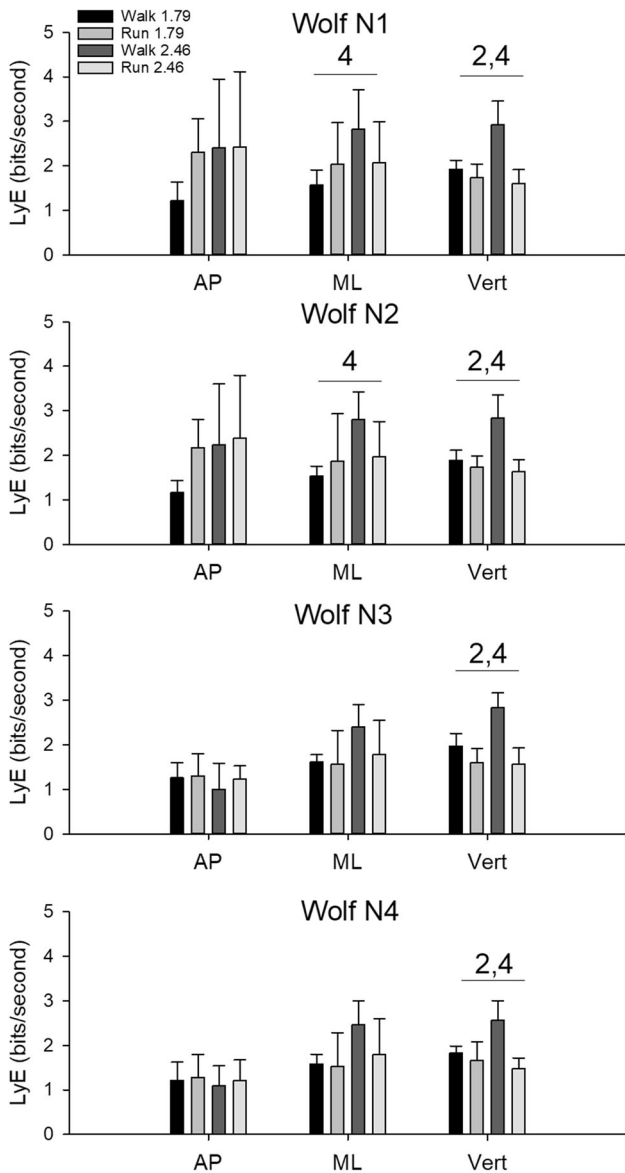 Walk 1.79
Run 1.79
Walk 2.46
Run 2.46
Wolf N1
LyE (bits/second)
5
4
3
2
1
0
4
2,4
AP ML Vert
Wolf N2
LyE (bits/second)
5
4
3
2
1
0
4
2,4
AP ML Vert
Wolf N3
LyE (bits/second)
5
4
3
2
1
0
2,4
AP ML Vert
Wolf N4
LyE (bits/second)
5
4
3
2
1
0
2,4
AP ML Vert